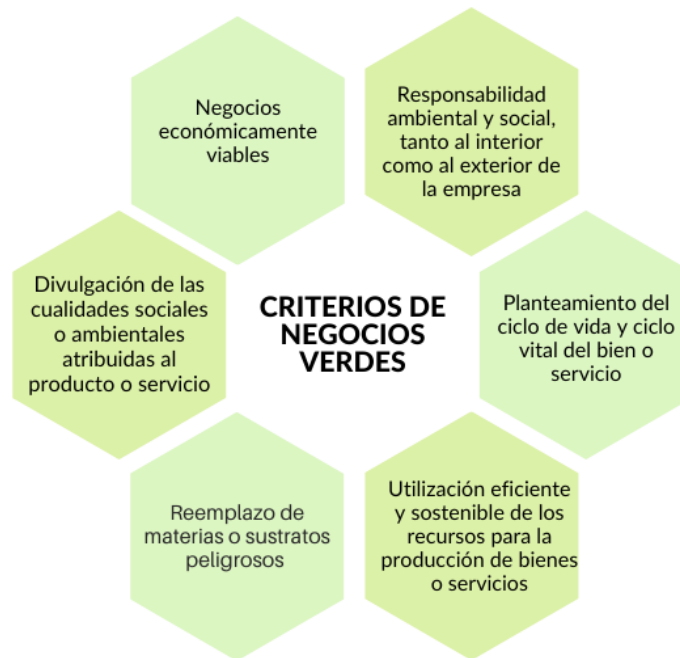 Negocios
económicamente
viables
Responsabilidad
ambiental y social,
tanto al interior
como al exterior de
la empresa
Divulgación de las
cualidades sociales
o ambientales
atribuidas al
producto o servicio
CRITERIOS DE
NEGOCIOS
VERDES
Planteamiento del
ciclo de vida y ciclo
vital del bien o
servicio
Reemplazo de
materias o sustratos
peligrosos
Utilización eficiente
y sostenible de los
recursos para la
producción de bienes
o servicios